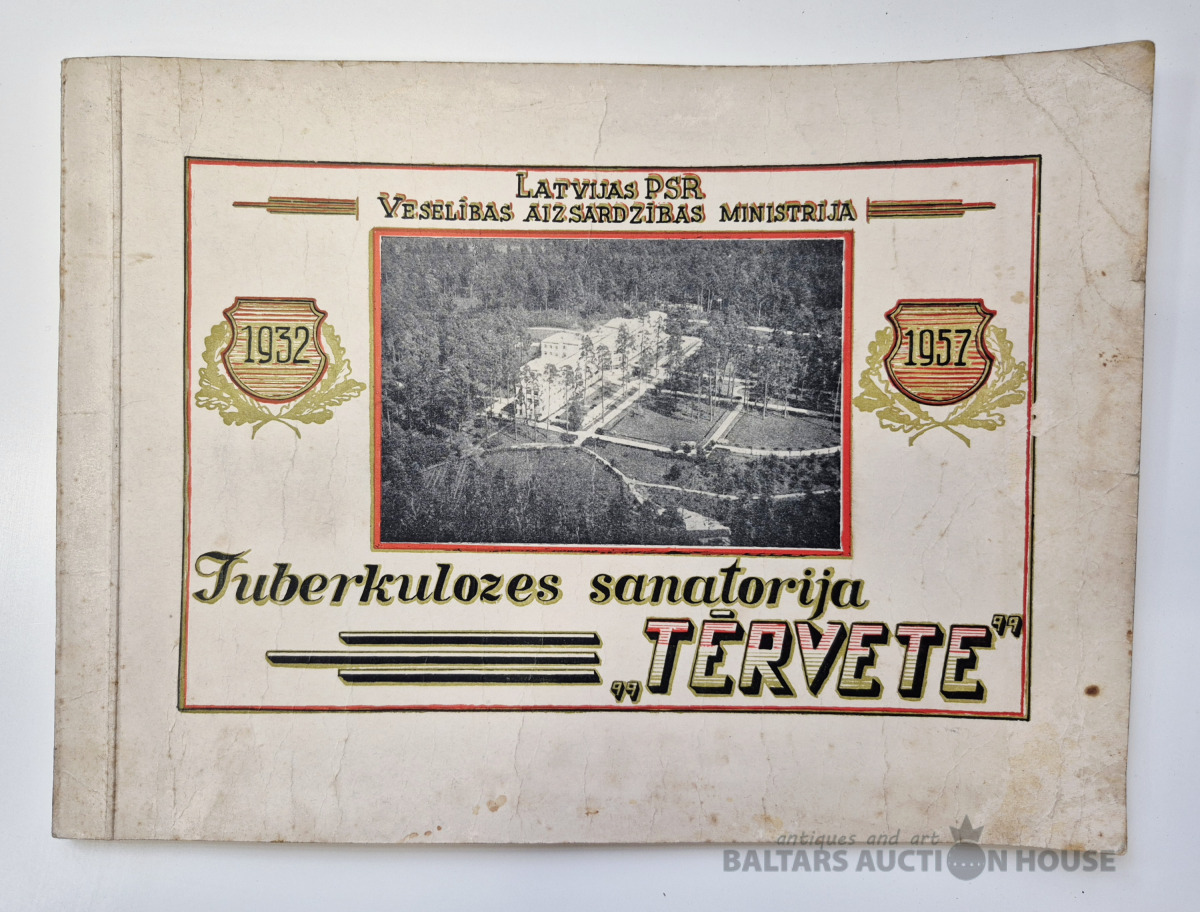 LATVIJAS PSR
VESELĪBAS AIZSARDZĪBAS MINISTRIJA
1932
1957
Tuberkulozes sanatorija
„TĒRVETE"
antiques and art
BALTARS AUCTION HOUSE